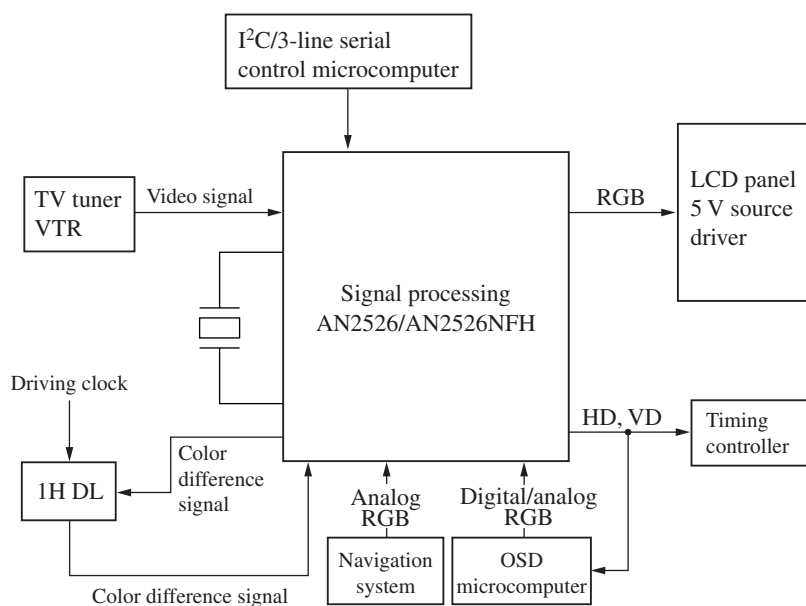 I²C/3-line serial
control microcomputer
TV tuner
VTR
Video signal
RGB
LCD panel
5 V source
driver
Signal processing
AN2526/AN2526NFH
Driving clock
1H DL
Color
difference
signal
HD, VD
Timing
controller
Analog
RGB
Digital/analog
RGB
Navigation
system
OSD
microcomputer
Color difference signal